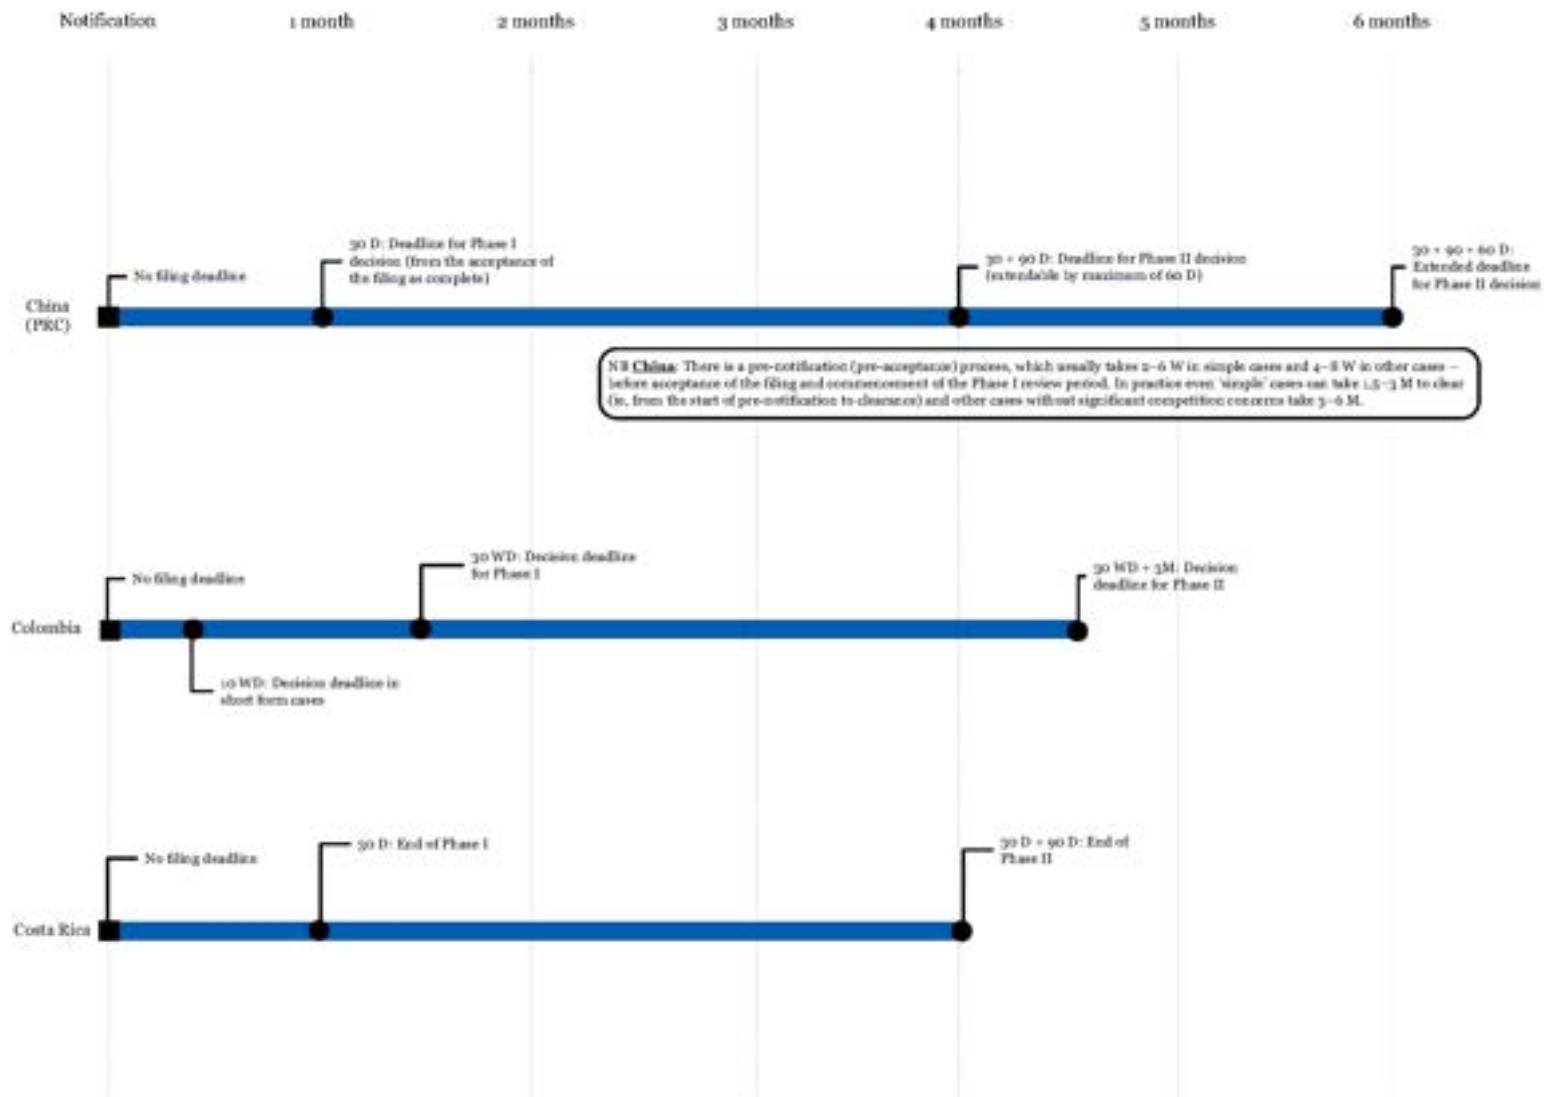 Notification 1 month 2 months 3 months 4 months 5 months 6 months
China
(PRC)
No filing deadline
30 D: Deadline for Phase I
decision (from the acceptance of
the filing as complete)
30 + 90 D: Deadline for Phase II decision
(extendable by maximum of 60 D)
30 + 90 + 60 D:
Extended deadline
for Phase II decision
NB China: There is a pre-notification (pre-acceptance) process, which usually takes 2–6 W in simple cases and 4–8 W in other cases –
before acceptance of the filing and commencement of the Phase I review period. In practice even 'simple' cases can take 1.5–3 M to clear
(ie, from the start of pre-notification to clearance) and other cases without significant competition concerns take 3–6 M.
Colombia
No filing deadline
30 WD: Decision deadline
for Phase I
30 WD + 3M: Decision
deadline for Phase II
10 WD: Decision deadline in
short form cases
Costa Rica
No filing deadline
30 D: End of Phase I
30 D + 90 D: End of
Phase II